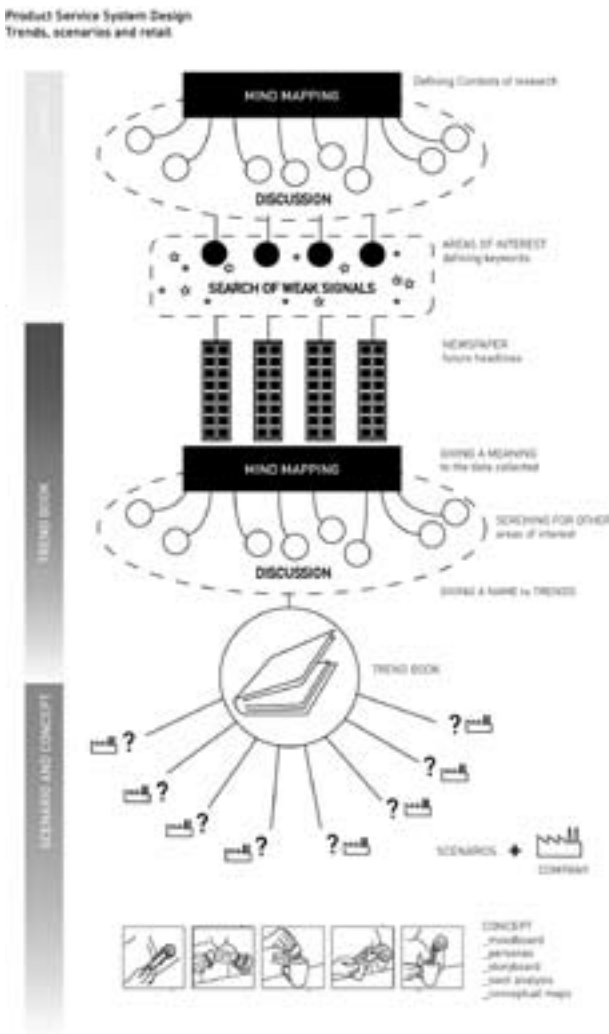 Product Service System Design
Trends, scenarios and retail
MIND MAPPING
Defining Contexts of research
DISCUSSION
AREAS OF INTEREST
defining keywords
SEARCH OF WEAK SIGNALS
NEWSPAPER
future headlines
MIND MAPPING
GIVING A MEANING
to the data collected
SERCHING FOR OTHER
areas of interest
DISCUSSION
GIVING A NAME to TRENDS
TREND BOOK
TREND BOOK
SCENARIO AND CONCEPT
? ?
? ?
? ?
? ?
SCENARIOS +
COMPANY
CONCEPT
_moodboard
_personas
_storyboard
_swot analysis
_conceptual maps